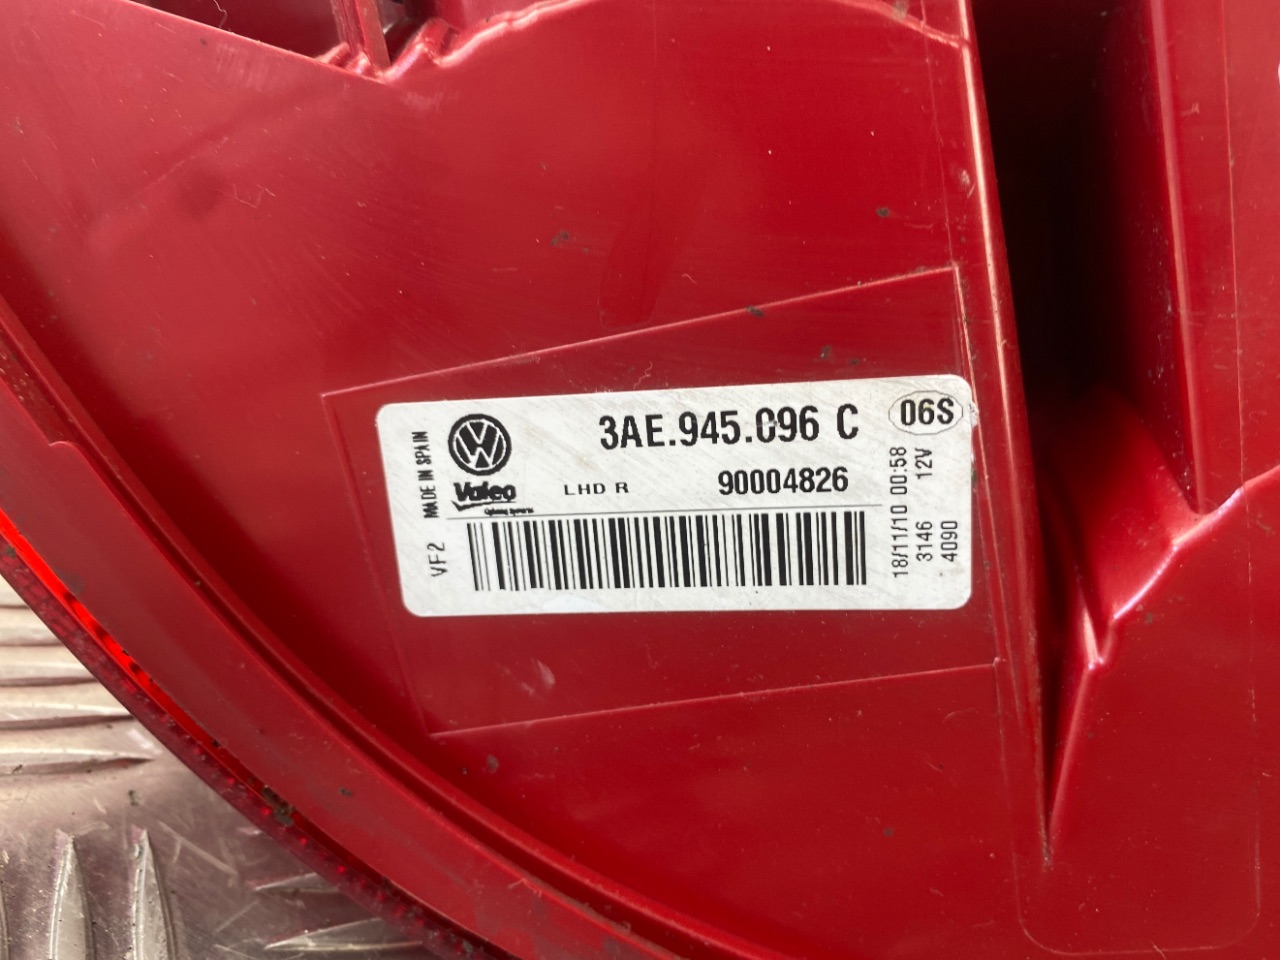 3AE.945.096 C
06S
MADE IN SPAIN
Valeo
LHD R
90004826
VF2
18/11/10 00:58
3146 12V
4090